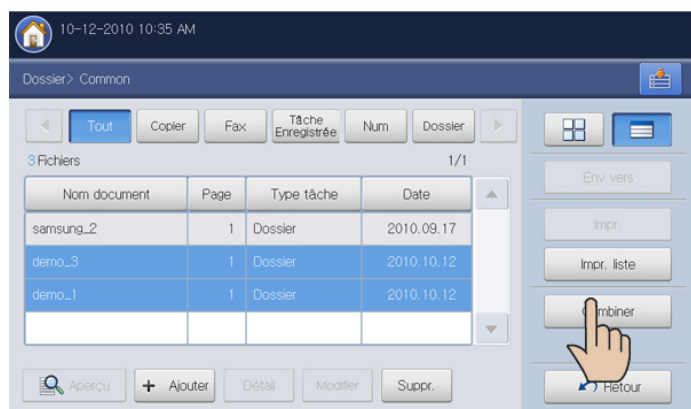 10-12-2010 10:35 AM
Dossier> Common
Tout Copier Fax Tâche Enregistrée Num Dossier
3 Fichiers 1/1
Env vers
Nom document Page Type tâche Date
samsung_2 1 Dossier 2010.09.17
Impr.
demo_3 1 Dossier 2010.10.12
Impr. liste
demo_1 1 Dossier 2010.10.12
Combiner
Aperçu + Ajouter Détail Modifier Suppr. Retour